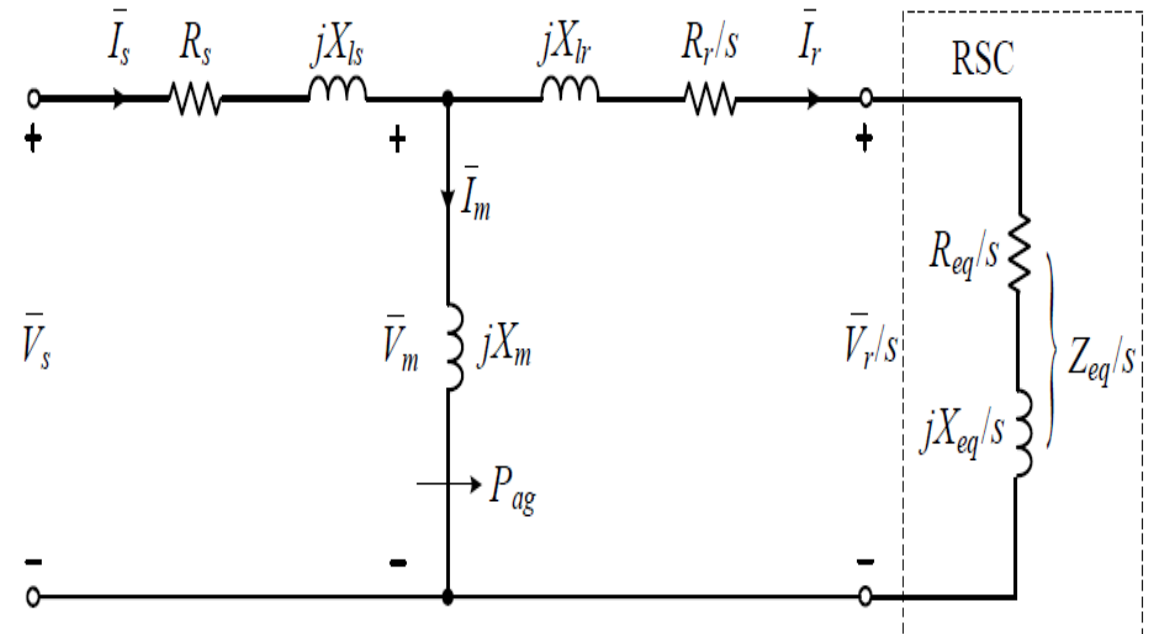 I̅s Rs jXls jXlr Rr/s I̅r RSC
+ + +
I̅m
Req/s
V̅s V̅m jXm V̅r/s Zeq/s
jXeq/s
Pag
- - -